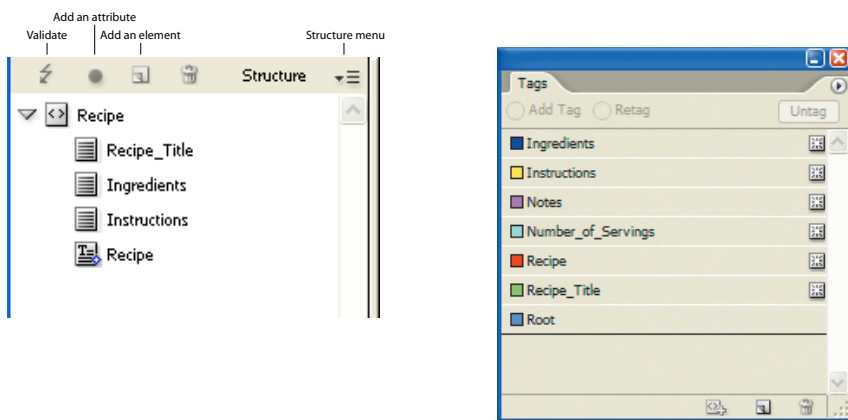 Add an attribute
Validate Add an element Structure menu
Structure
Recipe
Recipe_Title
Ingredients
Instructions
Recipe
Tags
Add Tag Retag Untag
Ingredients
Instructions
Notes
Number_of_Servings
Recipe
Recipe_Title
Root